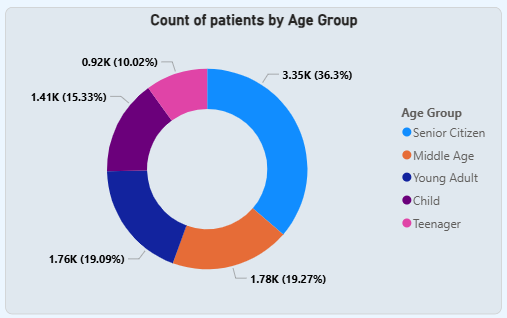 Count of patients by Age Group
0.92K (10.02%)
3.35K (36.3%)
1.41K (15.33%)
1.76K (19.09%)
1.78K (19.27%)
Age Group
Senior Citizen
Middle Age
Young Adult
Child
Teenager